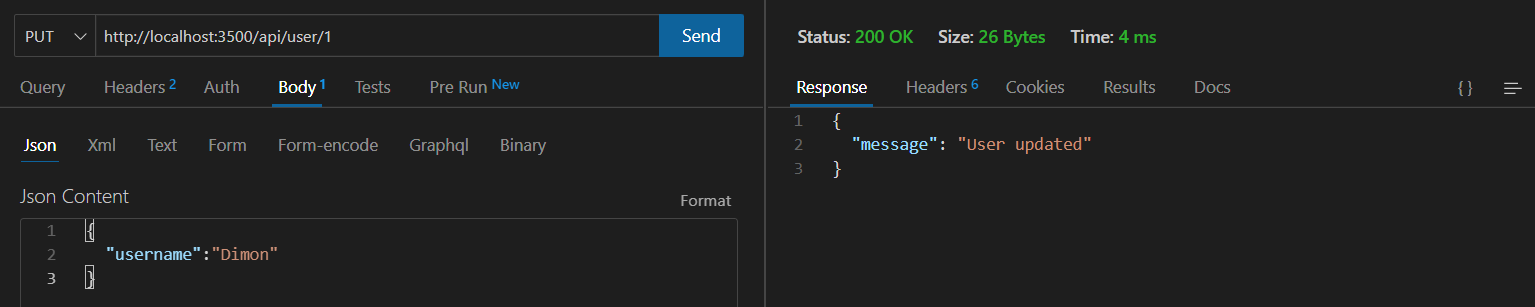 PUT http://localhost:3500/api/user/1 Send
Query Headers 2 Auth Body 1 Tests Pre Run New
Json Xml Text Form Form-encode Graphql Binary
Json Content Format
1 {
2 "username":"Dimon"
3 }
Status: 200 OK Size: 26 Bytes Time: 4 ms
Response Headers 6 Cookies Results Docs { }
1 {
2 "message": "User updated"
3 }